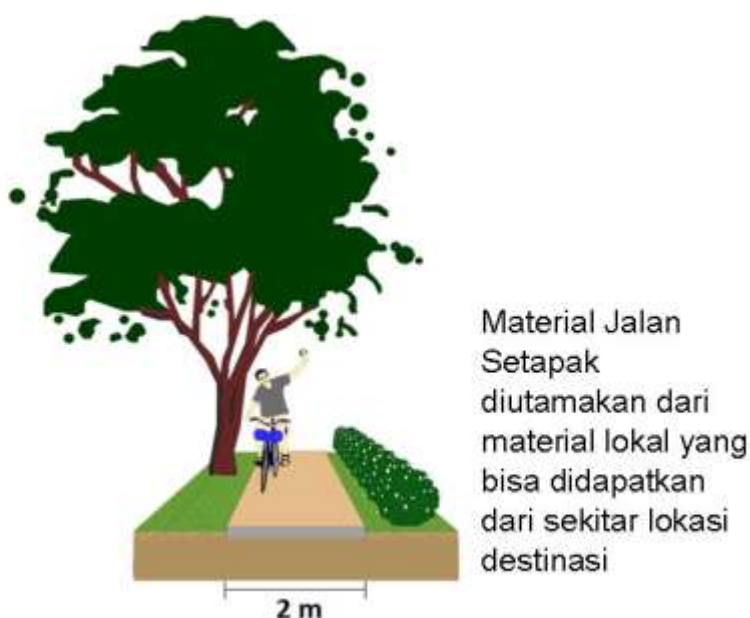 Material Jalan
Setapak
diutamakan dari
material lokal yang
bisa didapatkan
dari sekitar lokasi
destinasi
2 m